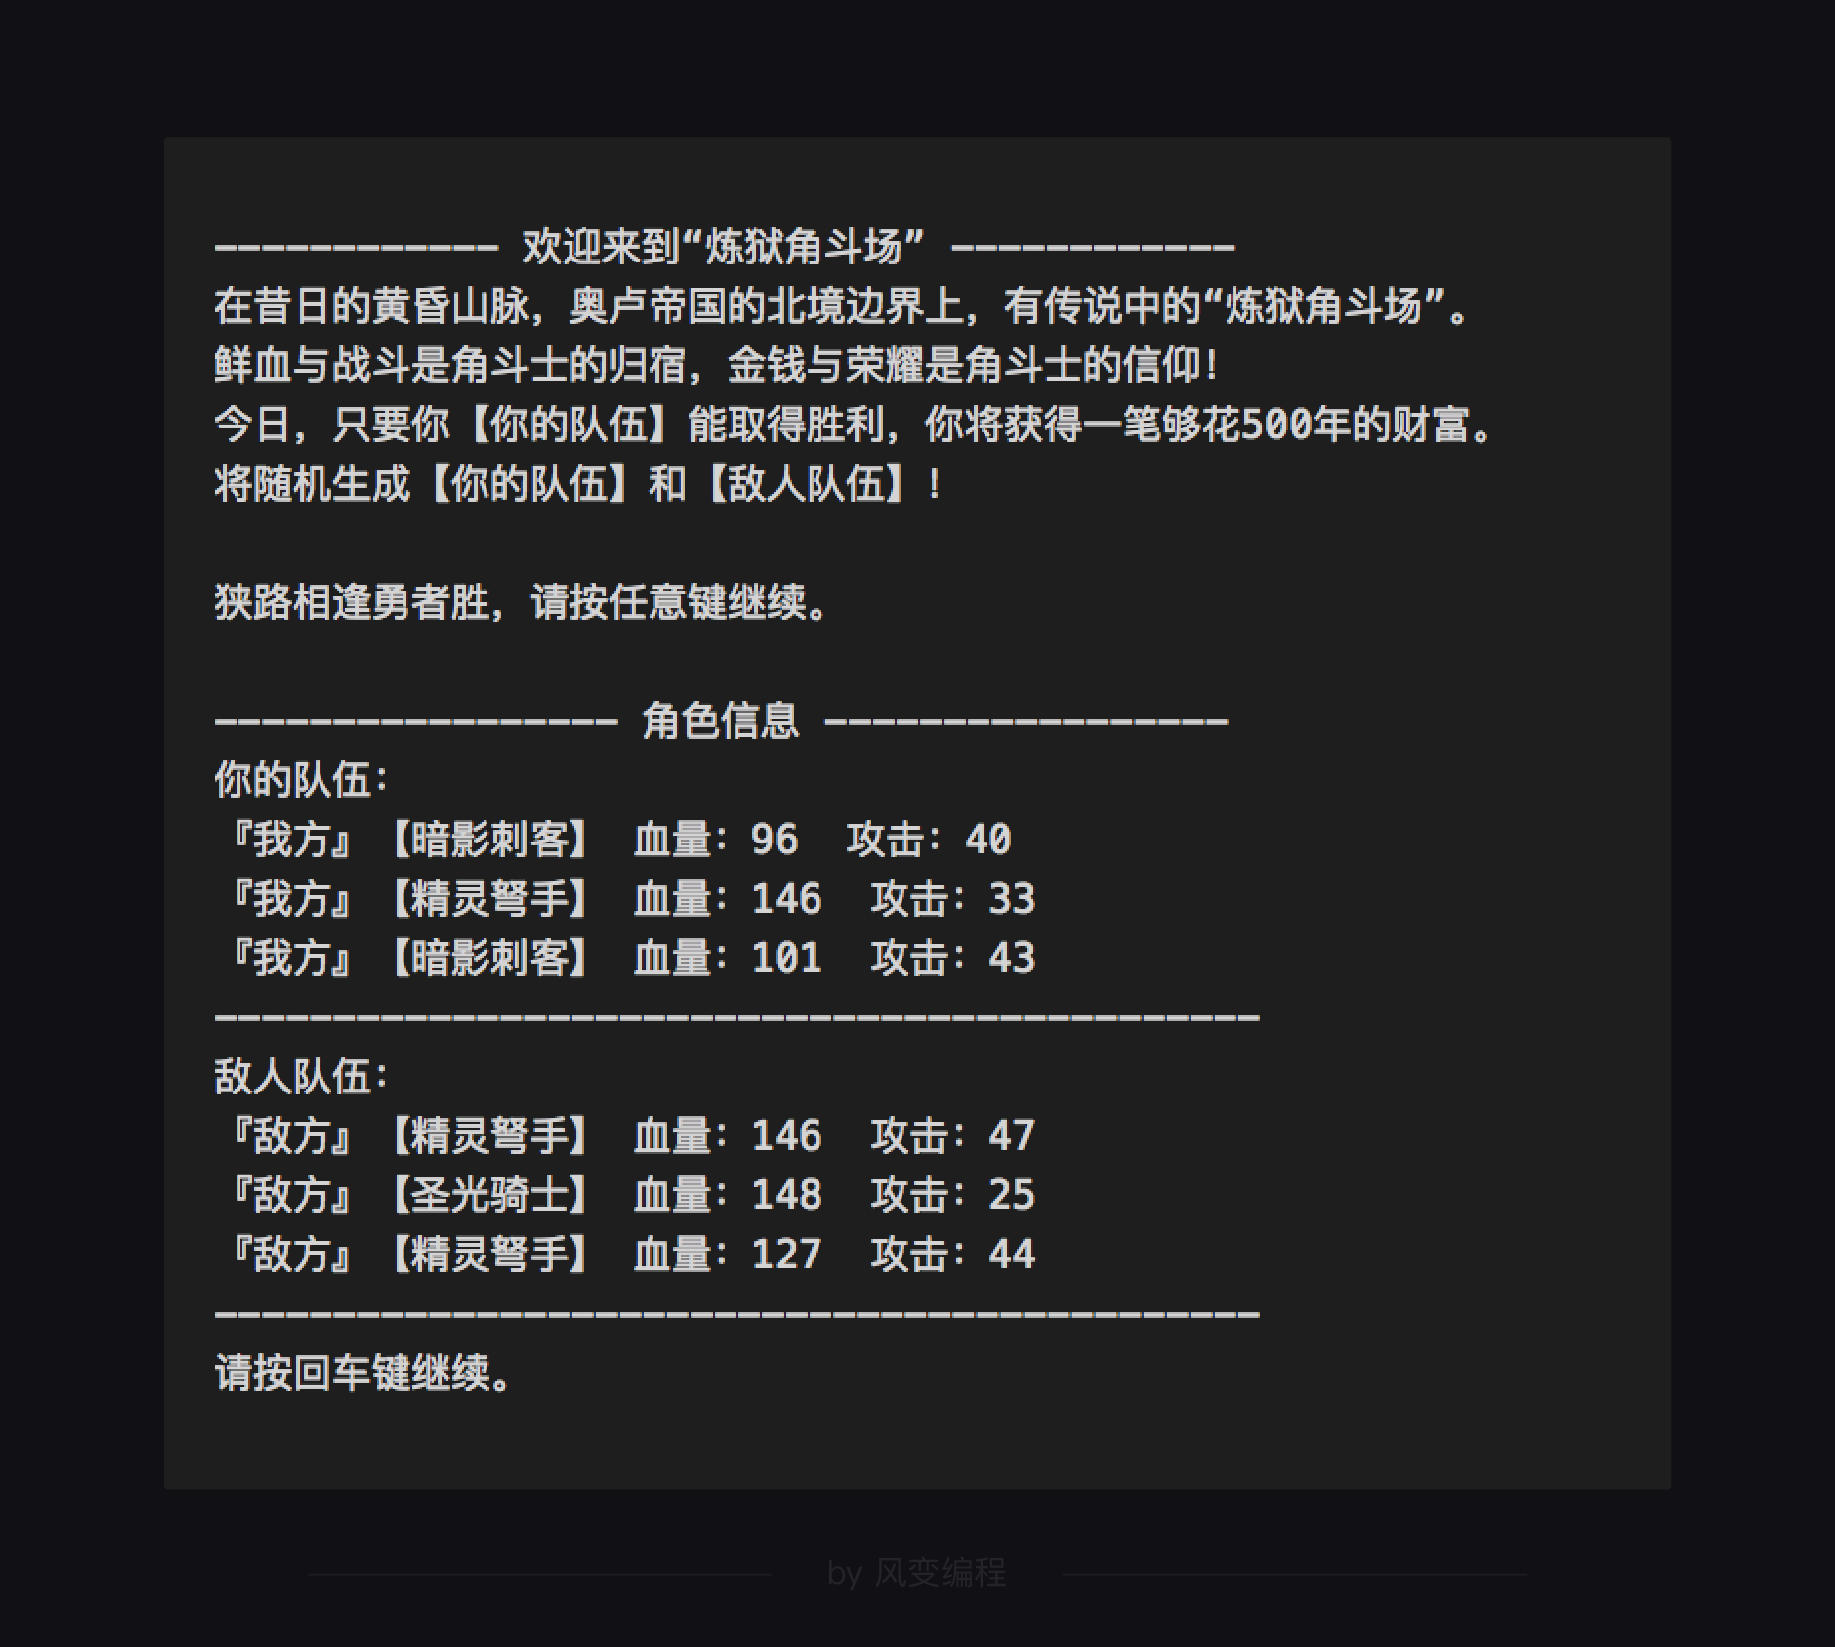 ------------ 欢迎来到“炼狱角斗场” ------------
在昔日的黄昏山脉，奥卢帝国的北境边界上，有传说中的“炼狱角斗场”。
鲜血与战斗是角斗士的归宿，金钱与荣耀是角斗士的信仰！
今日，只要你【你的队伍】能取得胜利，你将获得一笔够花500年的财富。
将随机生成【你的队伍】和【敌人队伍】！
狭路相逢勇者胜，请按任意键继续。
----------------- 角色信息 -----------------
你的队伍：
『我方』【暗影刺客】 血量：96  攻击：40
『我方』【精灵弩手】 血量：146  攻击：33
『我方』【暗影刺客】 血量：101  攻击：43
--------------------------------------------
敌人队伍：
『敌方』【精灵弩手】 血量：146  攻击：47
『敌方』【圣光骑士】 血量：148  攻击：25
『敌方』【精灵弩手】 血量：127  攻击：44
--------------------------------------------
请按回车键继续。
by 风变编程